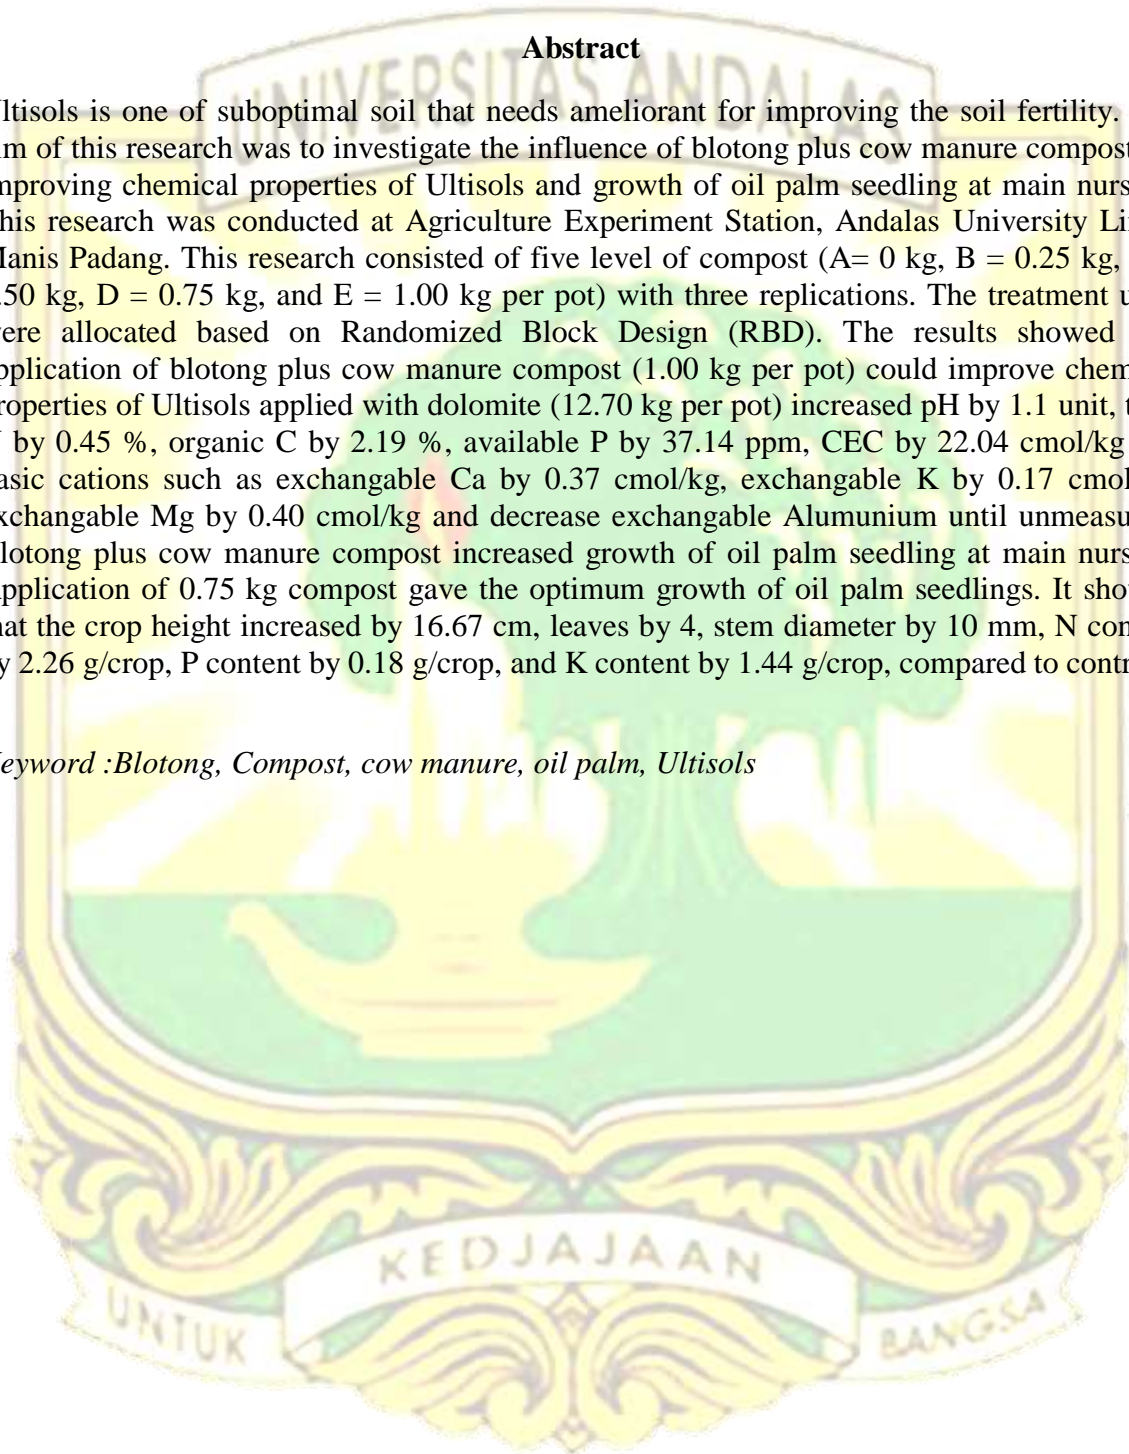 Abstract
UNIVERSITAS ANDALAS
ltisols is one of suboptimal soil that needs ameliorant for improving the soil fertility.
im of this research was to investigate the influence of blotong plus cow manure compost
mproving chemical properties of Ultisols and growth of oil palm seedling at main nurs
his research was conducted at Agriculture Experiment Station, Andalas University Li
Manis Padang. This research consisted of five level of compost (A= 0 kg, B = 0.25 kg,
.50 kg, D = 0.75 kg, and E = 1.00 kg per pot) with three replications. The treatment u
ere allocated based on Randomized Block Design (RBD). The results showed
pplication of blotong plus cow manure compost (1.00 kg per pot) could improve chem
roperties of Ultisols applied with dolomite (12.70 kg per pot) increased pH by 1.1 unit, t
by 0.45 %, organic C by 2.19 %, available P by 37.14 ppm, CEC by 22.04 cmol/kg
asic cations such as exchangable Ca by 0.37 cmol/kg, exchangable K by 0.17 cmol
xchangable Mg by 0.40 cmol/kg and decrease exchangable Alumunium until unmeasu
lotong plus cow manure compost increased growth of oil palm seedling at main nurs
pplication of 0.75 kg compost gave the optimum growth of oil palm seedlings. It sho
hat the crop height increased by 16.67 cm, leaves by 4, stem diameter by 10 mm, N con
y 2.26 g/crop, P content by 0.18 g/crop, and K content by 1.44 g/crop, compared to contr
eyword :Blotong, Compost, cow manure, oil palm, Ultisols
KEDJAJAAN
UNTUK BANGSA